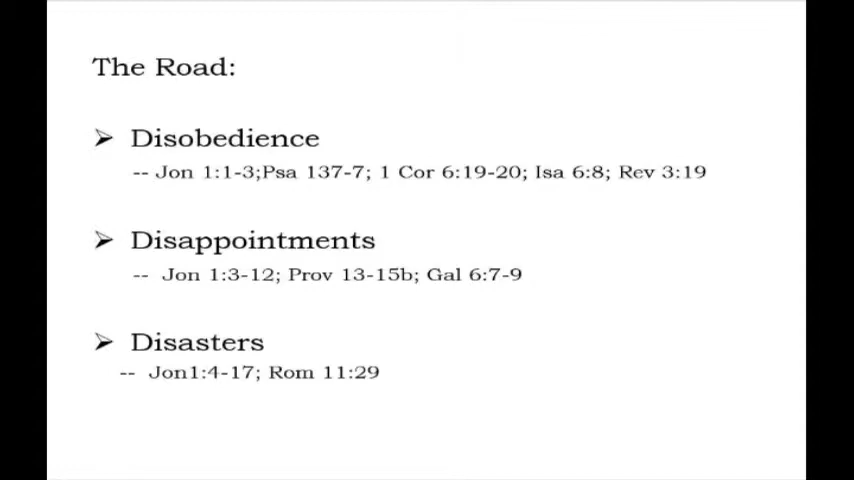 The Road:
➢ Disobedience
-- Jon 1:1-3;Psa 137-7; 1 Cor 6:19-20; Isa 6:8; Rev 3:19
➢ Disappointments
-- Jon 1:3-12; Prov 13-15b; Gal 6:7-9
➢ Disasters
-- Jon1:4-17; Rom 11:29